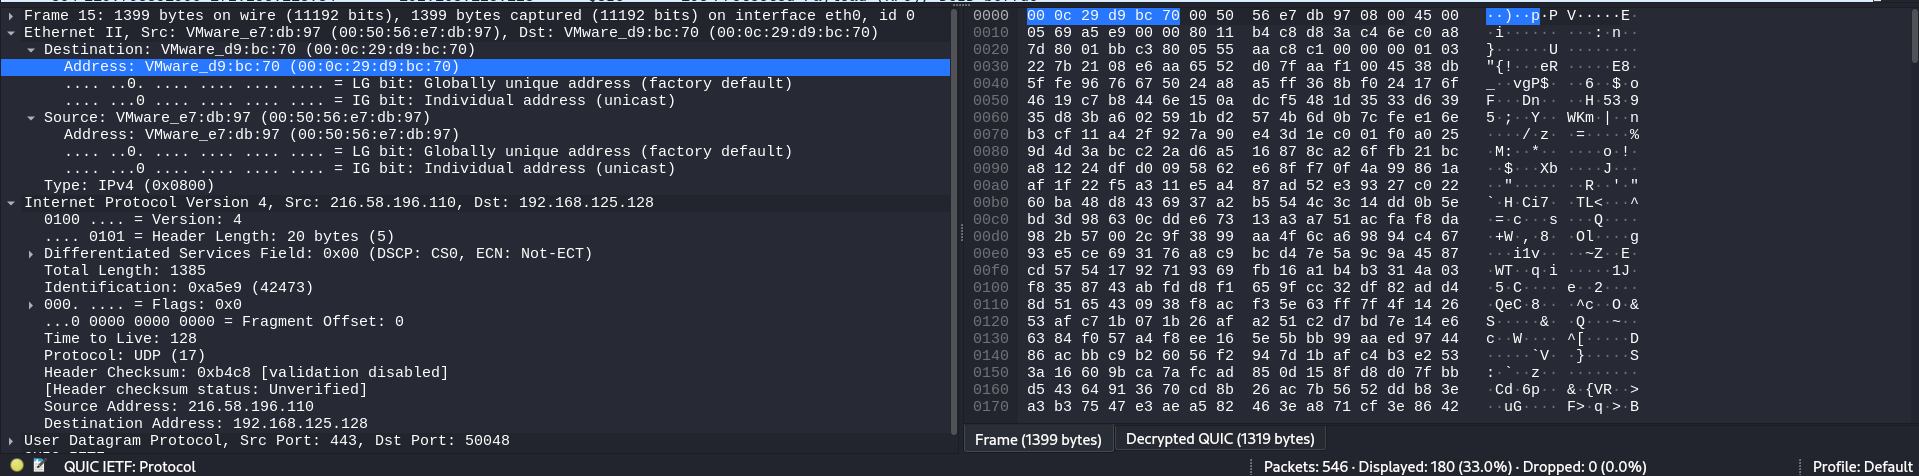 Frame 15: 1399 bytes on wire (11192 bits), 1399 bytes captured (11192 bits) on interface eth0, id 0
Ethernet II, Src: VMware_e7:db:97 (00:50:56:e7:db:97), Dst: VMware_d9:bc:70 (00:0c:29:d9:bc:70)
Destination: VMware_d9:bc:70 (00:0c:29:d9:bc:70)
Address: VMware_d9:bc:70 (00:0c:29:d9:bc:70)
.... ..0. .... .... .... .... = LG bit: Globally unique address (factory default)
.... ...0 .... .... .... .... = IG bit: Individual address (unicast)
Source: VMware_e7:db:97 (00:50:56:e7:db:97)
Address: VMware_e7:db:97 (00:50:56:e7:db:97)
.... ..0. .... .... .... .... = LG bit: Globally unique address (factory default)
.... ...0 .... .... .... .... = IG bit: Individual address (unicast)
Type: IPv4 (0x0800)
Internet Protocol Version 4, Src: 216.58.196.110, Dst: 192.168.125.128
0100 .... = Version: 4
.... 0101 = Header Length: 20 bytes (5)
Differentiated Services Field: 0x00 (DSCP: CS0, ECN: Not-ECT)
Total Length: 1385
Identification: 0xa5e9 (42473)
000. .... = Flags: 0x0
...0 0000 0000 0000 = Fragment Offset: 0
Time to Live: 128
Protocol: UDP (17)
Header Checksum: 0xb4c8 [validation disabled]
[Header checksum status: Unverified]
Source Address: 216.58.196.110
Destination Address: 192.168.125.128
User Datagram Protocol, Src Port: 443, Dst Port: 50048
0000 00 0c 29 d9 bc 70 00 50 56 e7 db 97 08 00 45 00 ··)··p·P V·····E·
0010 05 69 a5 e9 00 00 80 11 b4 c8 d8 3a c4 6e c0 a8 ·i······ ···:·n··
0020 7d 80 01 bb c3 80 05 55 aa c8 c1 00 00 00 01 03 }······U ········
0030 22 7b 21 08 e6 aa 65 52 d0 7f aa f1 00 45 38 db "{!···eR ·····E8·
0040 5f fe 96 76 67 50 24 a8 a5 ff 36 8b f0 24 17 6f _··vgP$· ··6··$·o
0050 46 19 c7 b8 44 6e 15 0a dc f5 48 1d 35 33 d6 39 F···Dn·· ··H·53·9
0060 35 d8 3b a6 02 59 1b d2 57 4b 6d 0b 7c fe e1 6e 5·;··Y·· WKm·|··n
0070 b3 cf 11 a4 2f 92 7a 90 e4 3d 1e c0 01 f0 a0 25 ····/·z· ·=·····%
0080 9d 4d 3a bc c2 2a d6 a5 16 87 8c a2 6f fb 21 bc ·M:··*·· ····o·!·
0090 a8 12 24 df d0 09 58 62 e6 8f f7 0f 4a 99 86 1a ··$···Xb ····J···
00a0 af 1f 22 f5 a3 11 e5 a4 87 ad 52 e3 93 27 c0 22 ··"····· ··R··'·"
00b0 60 ba 48 d8 43 69 37 a2 b5 54 4c 3c 14 dd 0b 5e `·H·Ci7· ·TL<···^
00c0 bd 3d 98 63 0c dd e6 73 13 a3 a7 51 ac fa f8 da ·=·c···s ···Q····
00d0 98 2b 57 00 2c 9f 38 99 aa 4f 6c a6 98 94 c4 67 ·+W·,·8· ·Ol····g
00e0 93 e5 ce 69 31 76 a8 c9 bc d4 7e 5a 9c 9a 45 87 ···i1v·· ··~Z··E·
00f0 cd 57 54 17 92 71 93 69 fb 16 a1 b4 b3 31 4a 03 ·WT··q·i ·····1J·
0100 f8 35 87 43 ab fd d8 f1 65 9f cc 32 df 82 ad d4 ·5·C···· e··2····
0110 8d 51 65 43 09 38 f8 ac f3 5e 63 ff 7f 4f 14 26 ·QeC·8·· ·^c··O·&
0120 53 af c7 1b 07 1b 26 af a2 51 c2 d7 bd 7e 14 e6 S·····&· ·Q···~··
0130 63 84 f0 57 a4 f8 ee 16 5e 5b bb 99 aa ed 97 44 c··W···· ^[·····D
0140 86 ac bb c9 b2 60 56 f2 94 7d 1b af c4 b3 e2 53 ·····`V· ·}·····S
0150 3a 16 60 9b ca 7a fc ad 85 0d 15 8f d8 d0 7f bb :·`··z·· ········
0160 d5 43 64 91 36 70 cd 8b 26 ac 7b 56 52 dd b8 3e ·Cd·6p·· &·{VR··>
0170 a3 b3 75 47 e3 ae a5 82 46 3e a8 71 cf 3e 86 42 ··uG···· F>·q·>·B
Frame (1399 bytes) Decrypted QUIC (1319 bytes)
QUIC IETF: Protocol Packets: 546 · Displayed: 180 (33.0%) · Dropped: 0 (0.0%) Profile: Default